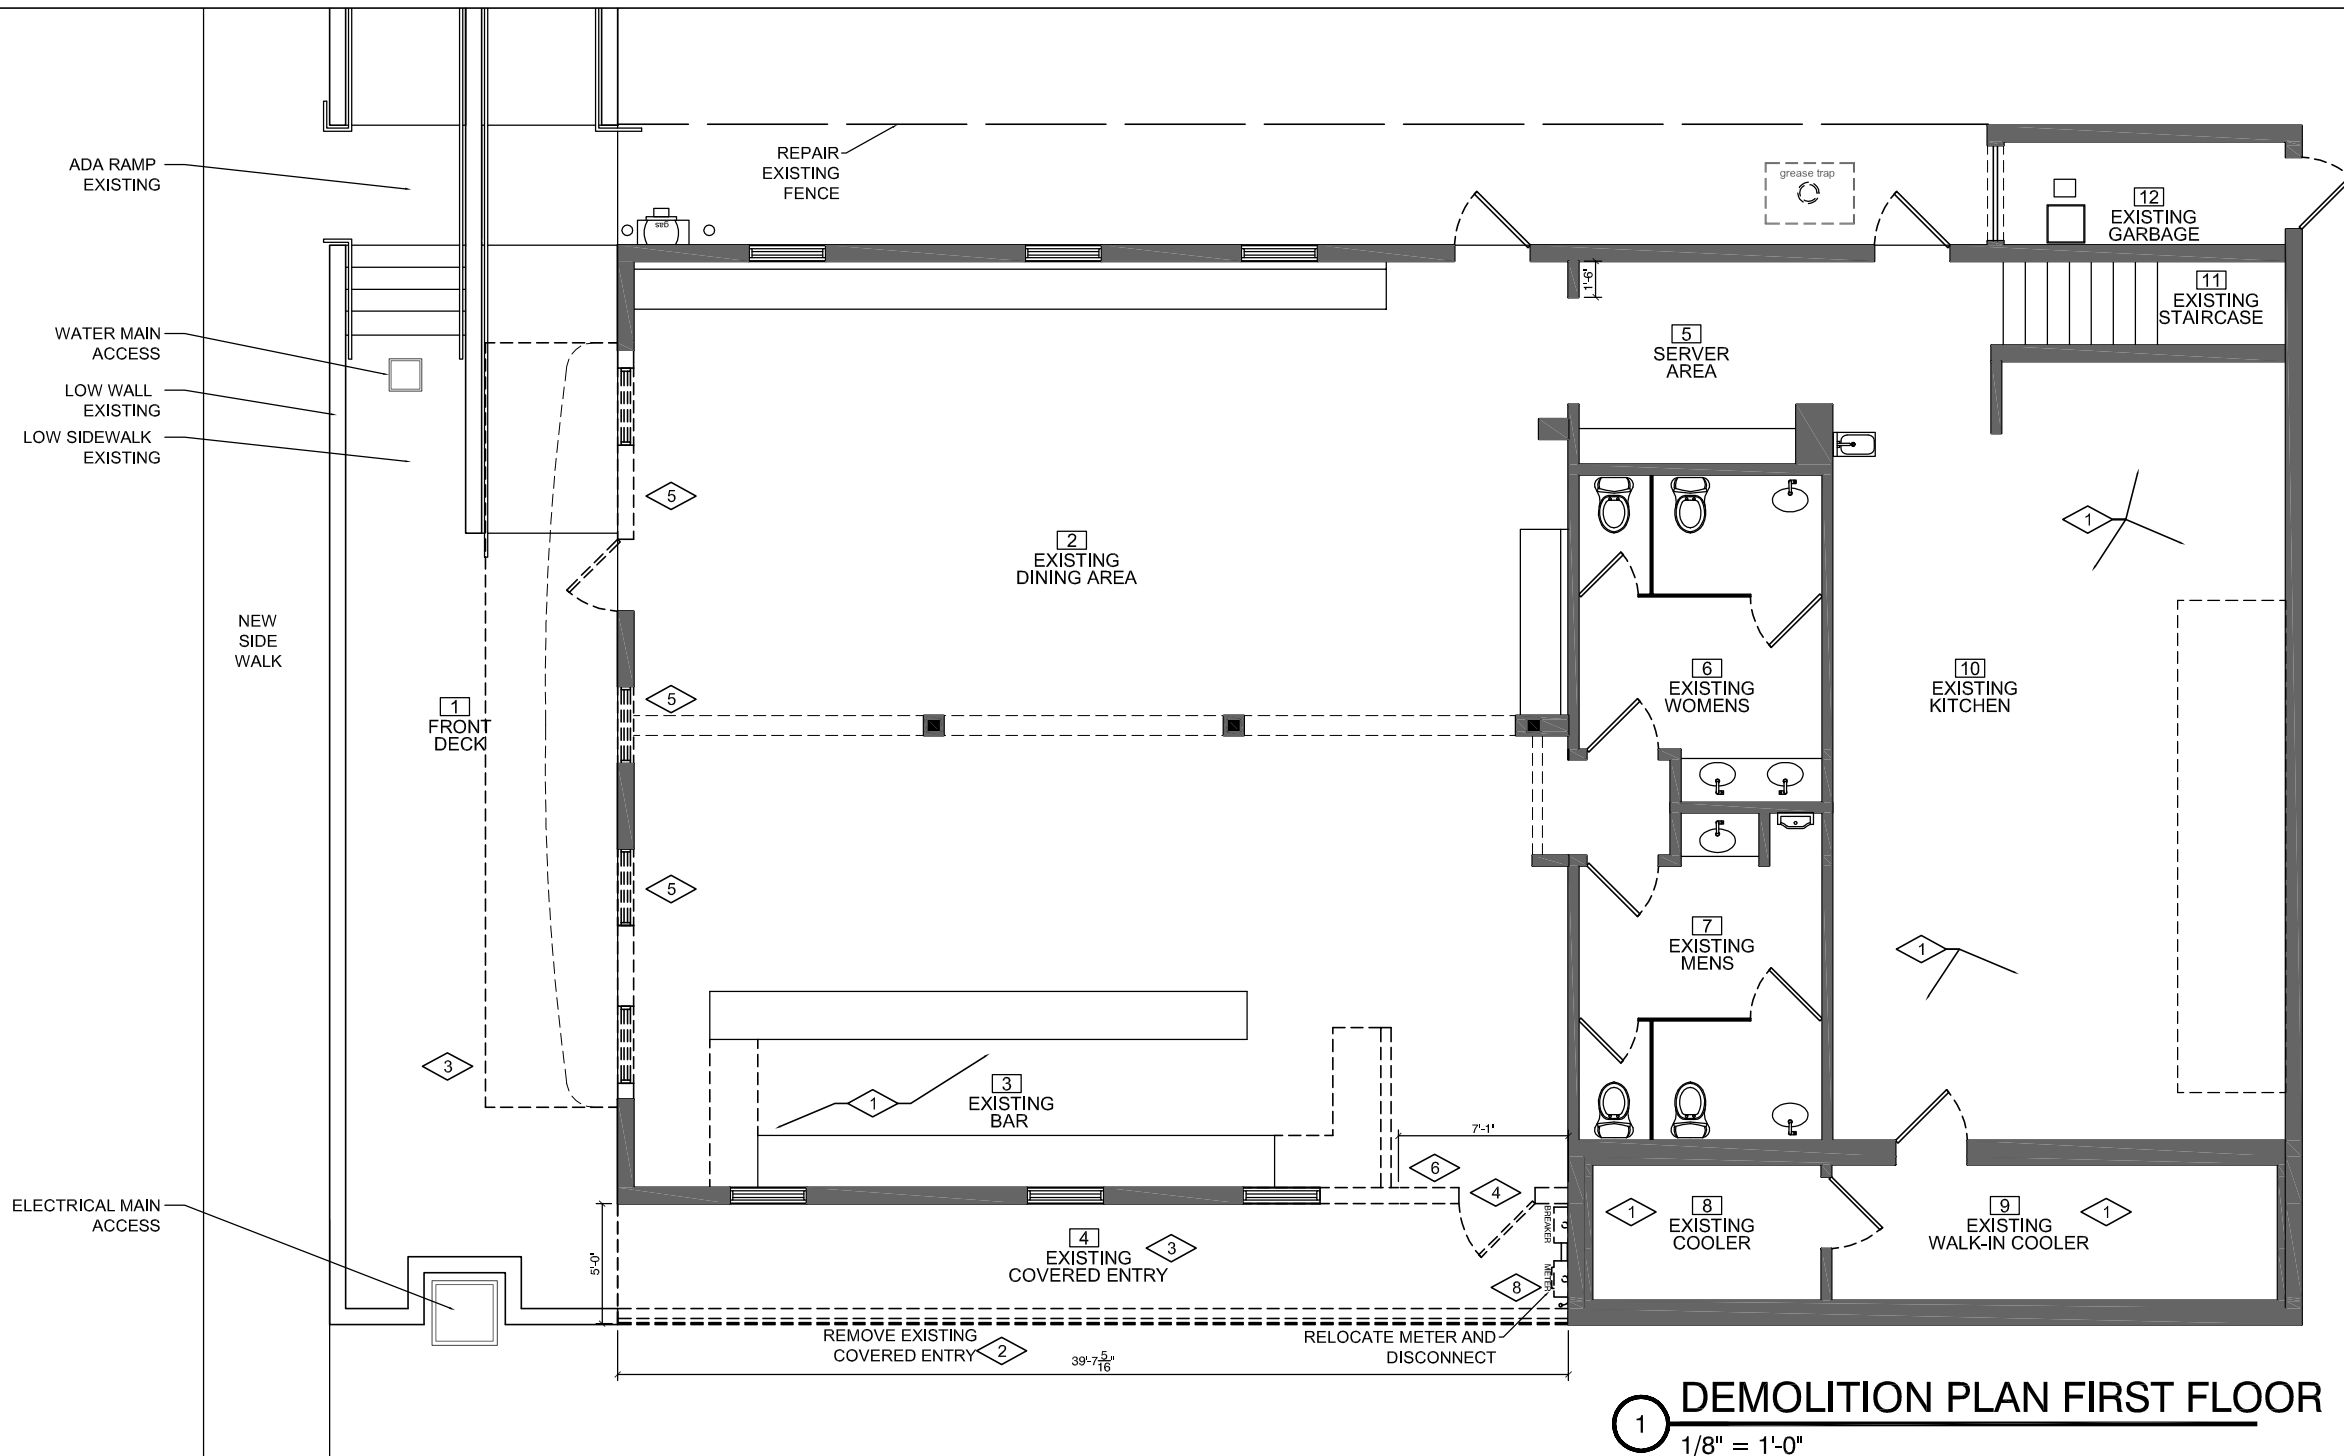 ADA RAMP
EXISTING
REPAIR
EXISTING
FENCE
grease trap
12
EXISTING
GARBAGE
gas
1'-6"
11
EXISTING
STAIRCASE
WATER MAIN
ACCESS
5
SERVER
AREA
LOW WALL
EXISTING
LOW SIDEWALK
EXISTING
5
1
2
EXISTING
DINING AREA
NEW
SIDE
WALK
6
EXISTING
WOMENS
10
EXISTING
KITCHEN
1
FRONT
DECK
5
5
7
EXISTING
MENS
1
3
1
3
EXISTING
BAR
7'-1"
6
4
ELECTRICAL MAIN
ACCESS
5'-0"
4
EXISTING
COVERED ENTRY
3
BREAKER
METER
8
1
8
EXISTING
COOLER
9
EXISTING
WALK-IN COOLER
1
REMOVE EXISTING
COVERED ENTRY
2
RELOCATE METER AND
DISCONNECT
39'-7 5/16"
1
DEMOLITION PLAN FIRST FLOOR
1/8" = 1'-0"